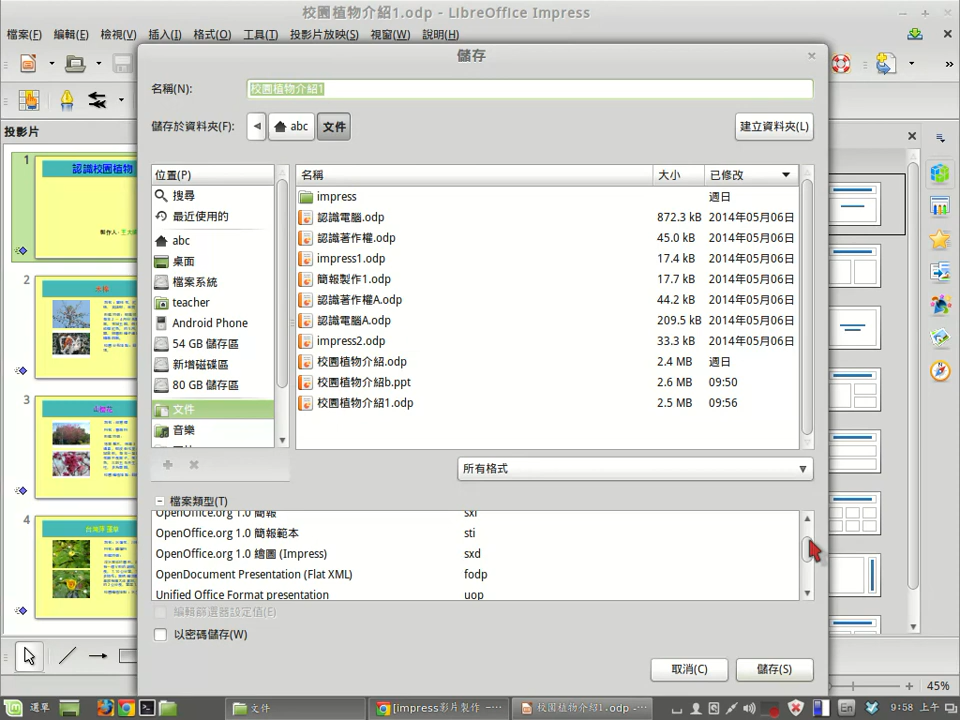 校園植物介紹1.odp - LibreOffice Impress
檔案(F) 編輯(E) 檢視(V) 插入(I) 格式(O) 工具(T) 投影片放映(S) 視窗(W) 說明(H)
儲存
名稱(N): 校園植物介紹1
儲存於資料夾(F): abc 文件 建立資料夾(L)
投影片
位置(P)
搜尋
最近使用的
abc
桌面
檔案系統
teacher
Android Phone
54 GB 儲存區
新增磁碟區
80 GB 儲存區
文件
音樂
名稱 大小 已修改
impress 週日
認識電腦.odp 872.3 kB 2014年05月06日
認識著作權.odp 45.0 kB 2014年05月06日
impress1.odp 17.4 kB 2014年05月06日
簡報製作1.odp 17.7 kB 2014年05月06日
認識著作權A.odp 44.2 kB 2014年05月06日
認識電腦A.odp 209.5 kB 2014年05月06日
impress2.odp 33.3 kB 2014年05月06日
校園植物介紹.odp 2.4 MB 週日
校園植物介紹b.ppt 2.6 MB 09:50
校園植物介紹1.odp 2.5 MB 09:56
所有格式
檔案類型(T)
OpenOffice.org 1.0 簡報 sxi
OpenOffice.org 1.0 簡報範本 sti
OpenOffice.org 1.0 繪圖 (Impress) sxd
OpenDocument Presentation (Flat XML) fodp
Unified Office Format presentation uop
編輯篩選器設定值(E)
以密碼儲存(W)
取消(C) 儲存(S)
1
認識校園植物
2
3
山櫻花
4
45%
選單 文件 [impress影片製作 – ... 校園植物介紹1.odp -... En 9:58 上午